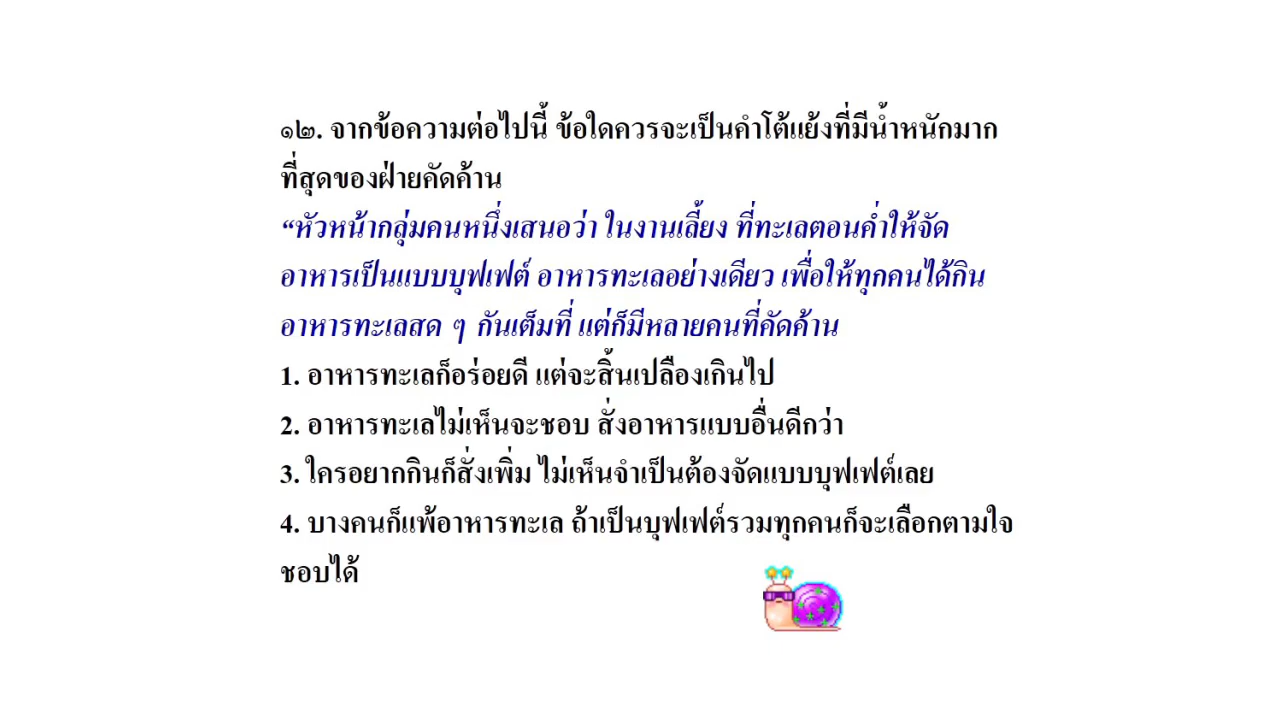 ๑๒. จากข้อความต่อไปนี้ ข้อใดควรจะเป็นคำโต้แย้งที่มีน้ำหนักมาก
ที่สุดของฝ่ายคัดค้าน
“หัวหน้ากลุ่มคนหนึ่งเสนอว่า ในงานเลี้ยง ที่ทะเลตอนค่ำให้จัด
อาหารเป็นแบบบุฟเฟต์ อาหารทะเลอย่างเดียว เพื่อให้ทุกคนได้กิน
อาหารทะเลสด ๆ กันเต็มที่ แต่ก็มีหลายคนที่คัดค้าน
1. อาหารทะเลก็อร่อยดี แต่จะสิ้นเปลืองเกินไป
2. อาหารทะเลไม่เห็นจะชอบ สั่งอาหารแบบอื่นดีกว่า
3. ใครอยากกินก็สั่งเพิ่ม ไม่เห็นจำเป็นต้องจัดแบบบุฟเฟต์เลย
4. บางคนก็แพ้อาหารทะเล ถ้าเป็นบุฟเฟต์รวมทุกคนก็จะเลือกตามใจ
ชอบได้